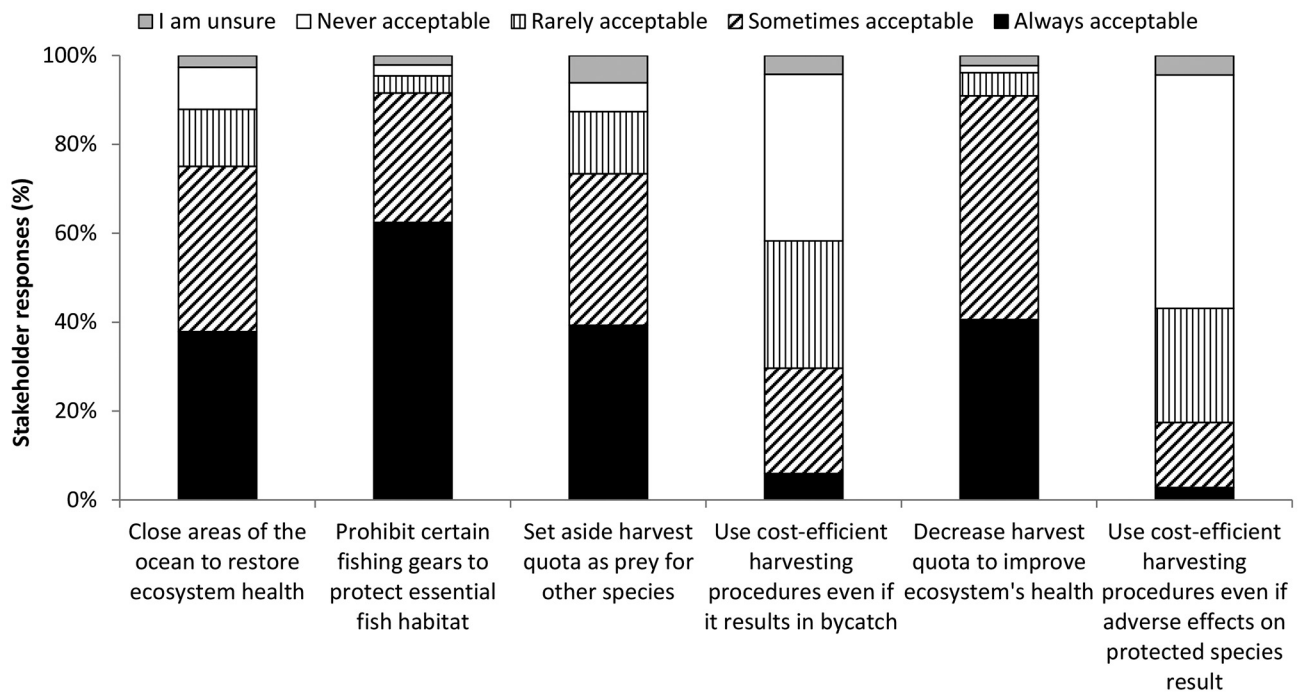 I am unsure Never acceptable Rarely acceptable Sometimes acceptable Always acceptable
100%
80%
60%
40%
20%
0%
Stakeholder responses (%)
Close areas of the
ocean to restore
ecosystem health
Prohibit certain
fishing gears to
protect essential
fish habitat
Set aside harvest
quota as prey for
other species
Use cost-efficient
harvesting
procedures even if
it results in bycatch
Decrease harvest
quota to improve
ecosystem's health
Use cost-efficient
harvesting
procedures even if
adverse effects on
protected species
result